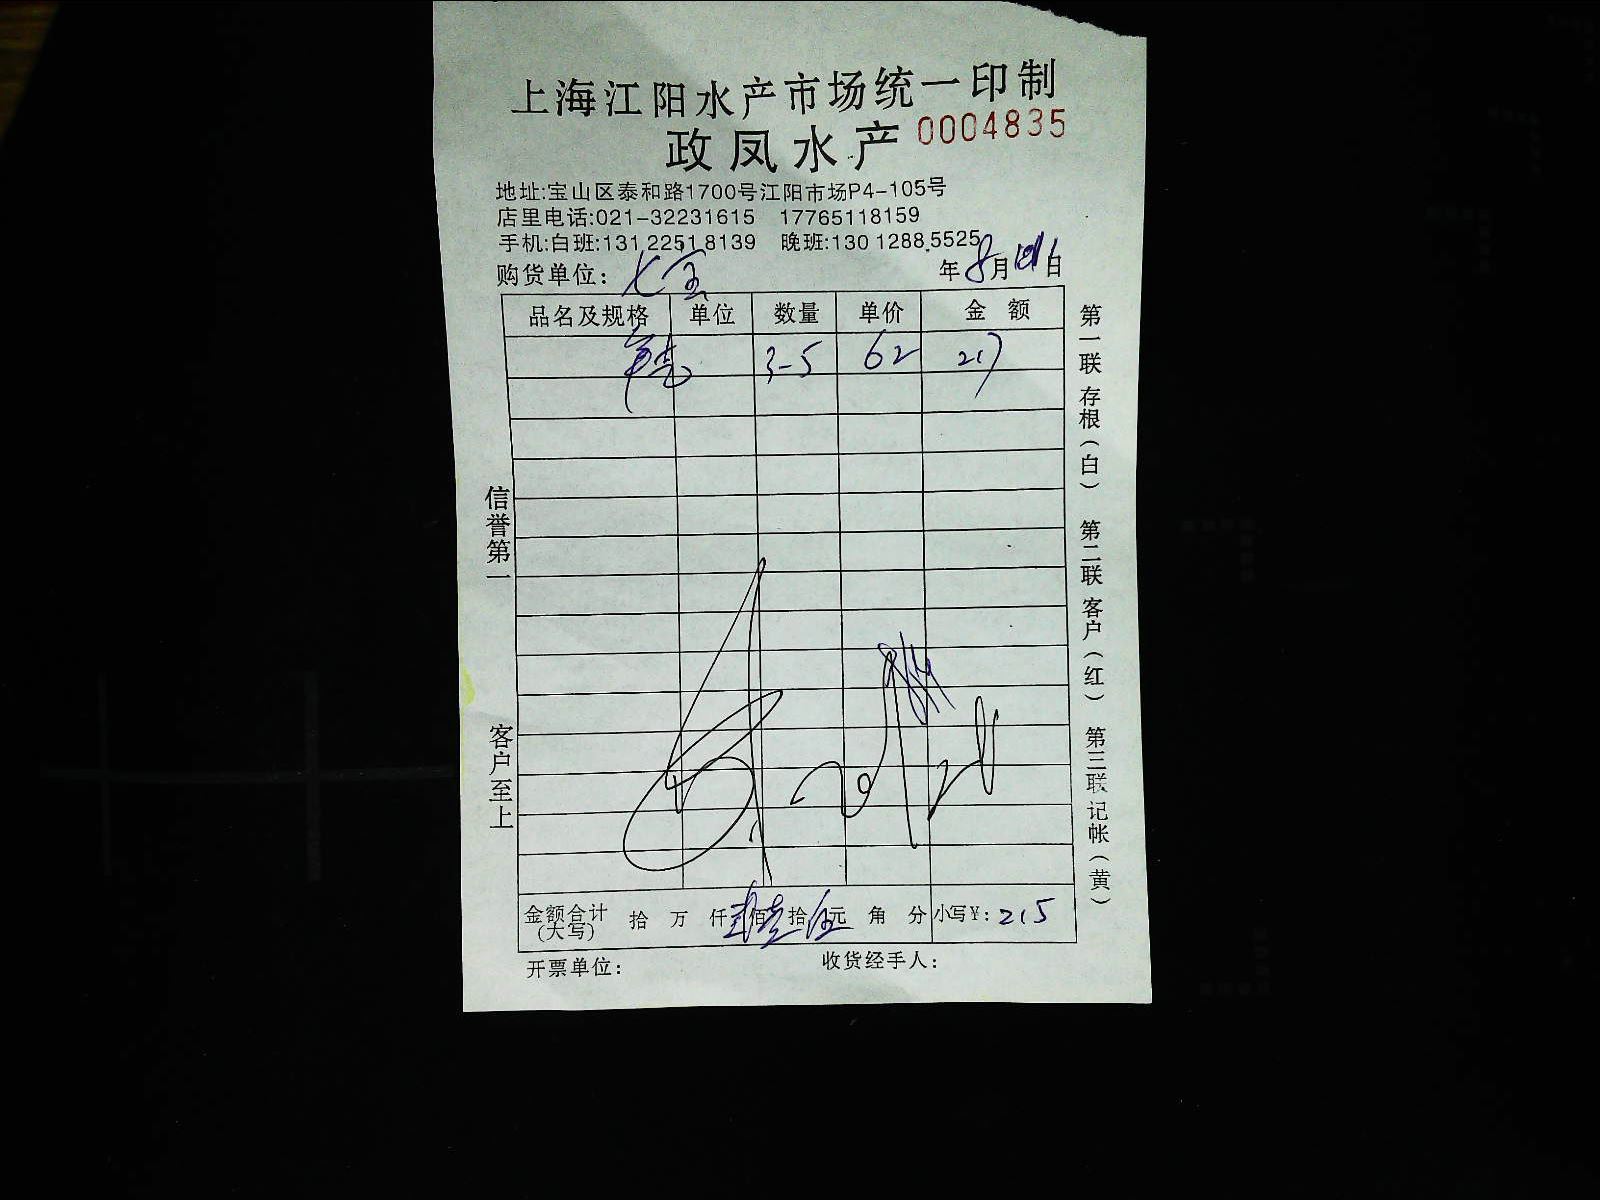 上海江阳水产市场统一印制
政凤水产 0004835
地址:宝山区泰和路1700号江阳市场P4-105号
店里电话:021-32231615 17765118159
手机:白班:131 2251 8139 晚班:130 1288 5525
购货单位: 七宝 年8月 日
品名及规格 单位 数量 单价 金额
3-5 62 217
金额合计(大写) 拾 万 仟 贰佰 壹拾 伍元 角 分 小写¥: 215
开票单位: 收货经手人:
信誉第一 客户至上
第一联 存根(白) 第二联 客户(红) 第三联 记帐(黄)